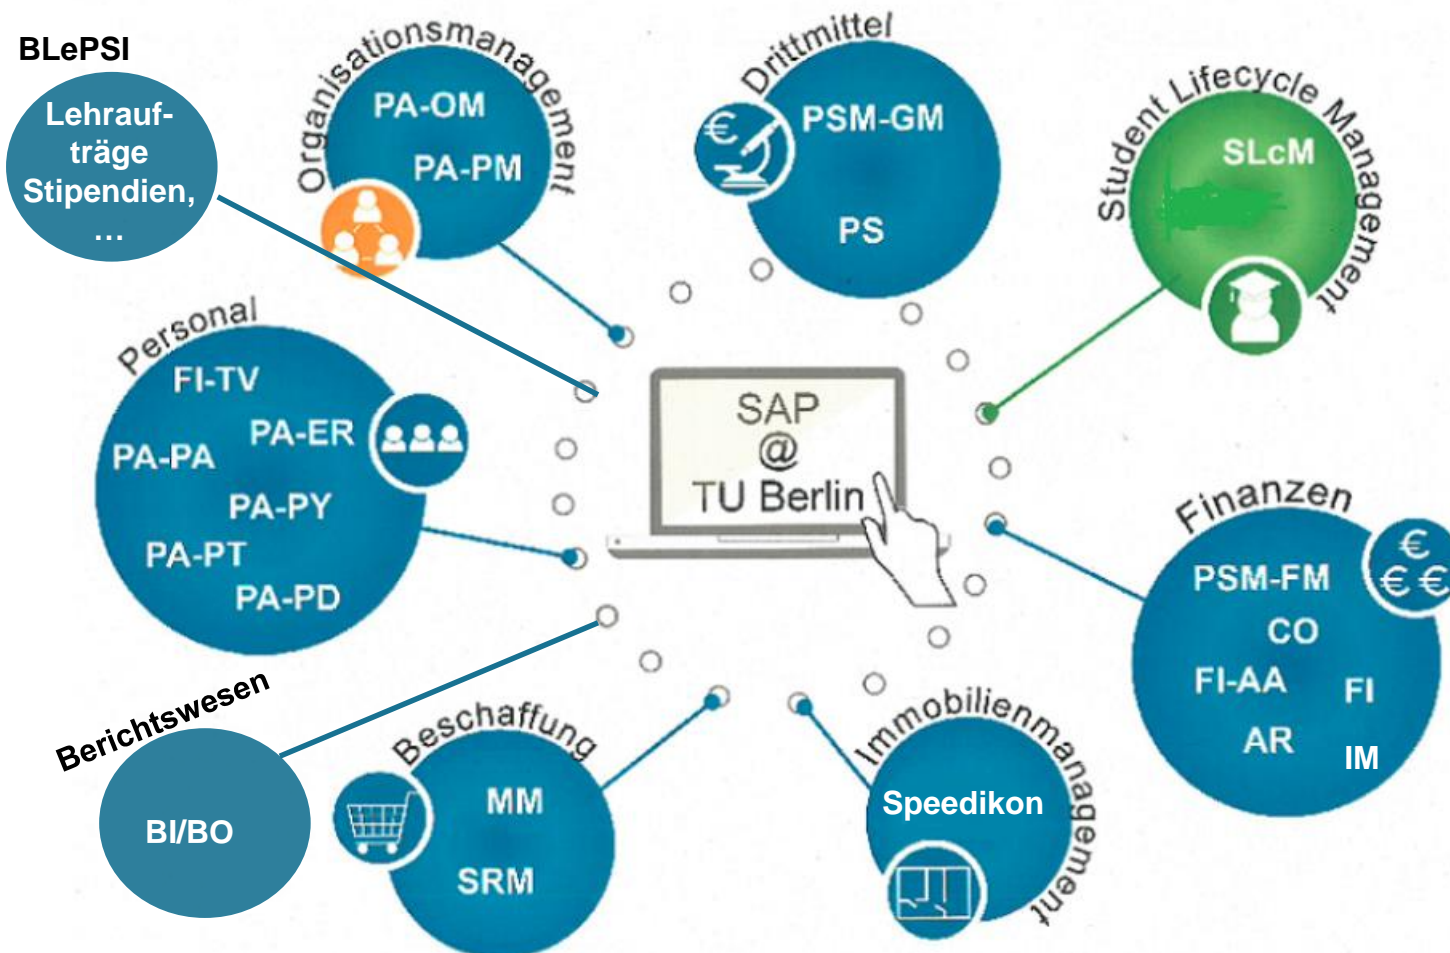 BLePSI
Lehrauf-
träge
Stipendien,
...
Organisationsmanagement
PA-OM
PA-PM
Drittmittel
€
PSM-GM
PS
Student Lifecycle Management
SLcM
Personal
FI-TV
PA-ER
PA-PA
PA-PY
PA-PT
PA-PD
SAP
@
TU Berlin
Finanzen
€
€ €
PSM-FM
CO
FI-AA
FI
AR
IM
Berichtswesen
BI/BO
Beschaffung
MM
SRM
Immobilienmanagement
Speedikon